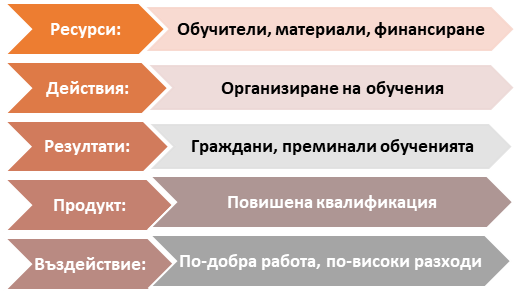 Ресурси: Обучители, материали, финансиране
Действия: Организиране на обучения
Резултати: Граждани, преминали обученията
Продукт: Повишена квалификация
Въздействие: По-добра работа, по-високи разходи